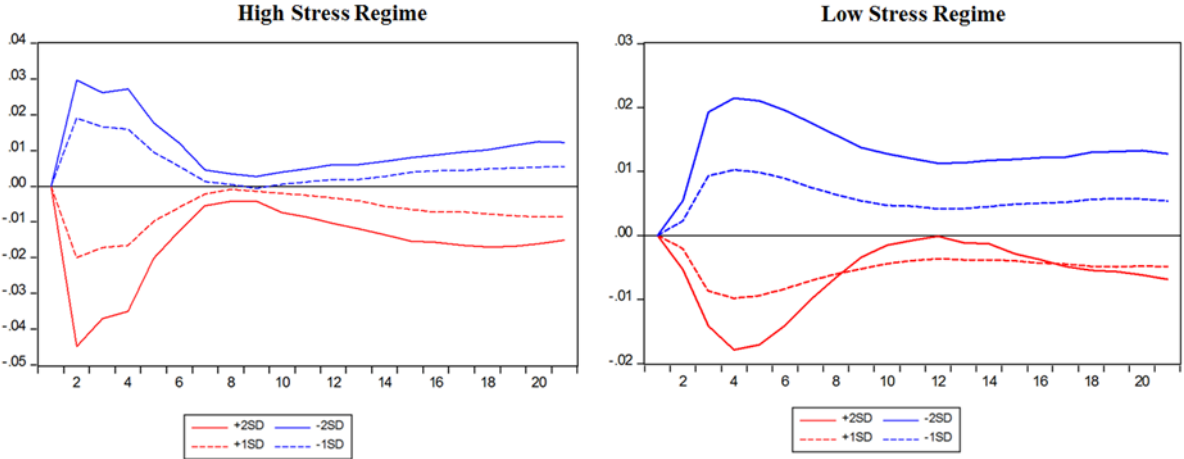 High Stress Regime
.04
.03
.02
.01
.00
-.01
-.02
-.03
-.04
-.05
2 4 6 8 10 12 14 16 18 20
+2SD -2SD
+1SD -1SD
Low Stress Regime
.03
.02
.01
.00
-.01
-.02
2 4 6 8 10 12 14 16 18 20
+2SD -2SD
+1SD -1SD